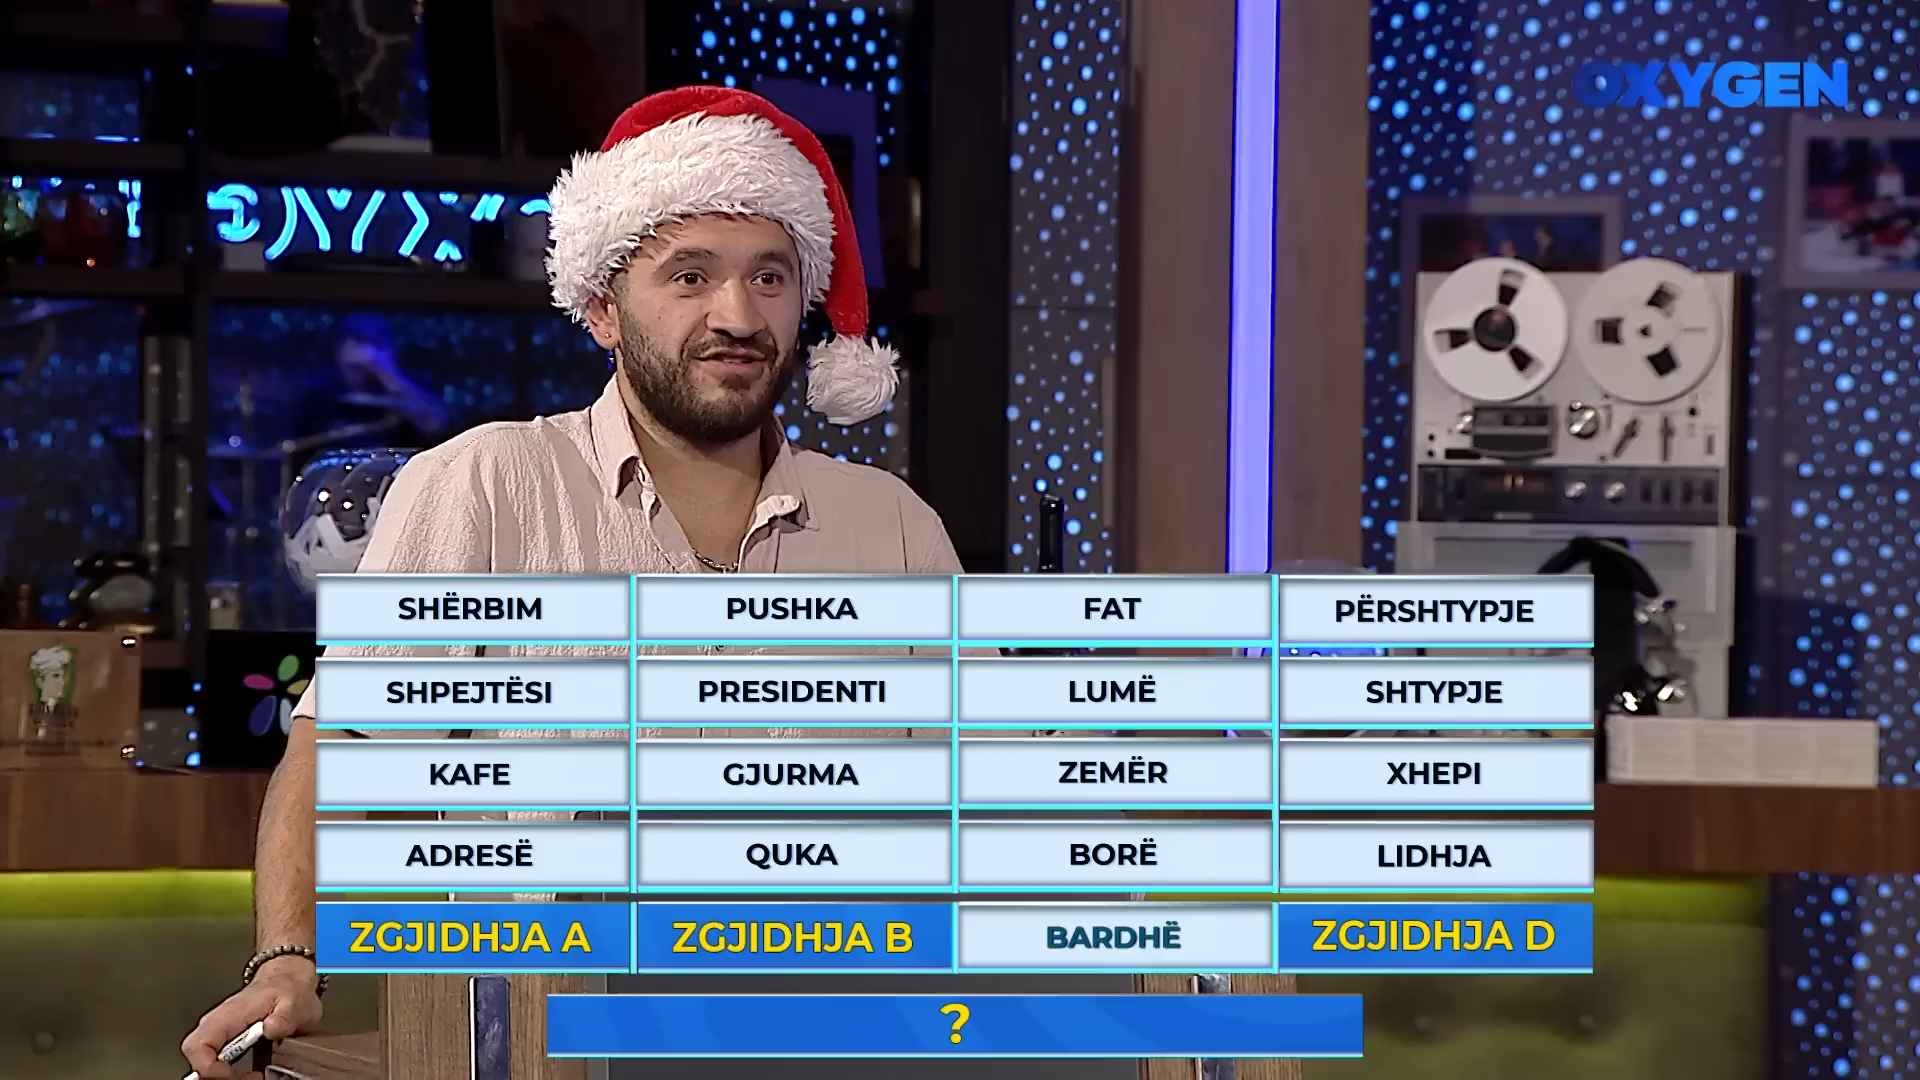 OXYGEN
SHËRBIM PUSHKA FAT PËRSHTYPJE
SHPEJTËSI PRESIDENTI LUMË SHTYPJE
KAFE GJURMA ZEMËR XHEPI
ADRESË QUKA BORË LIDHJA
ZGJIDHJA A ZGJIDHJA B BARDHË ZGJIDHJA D
?